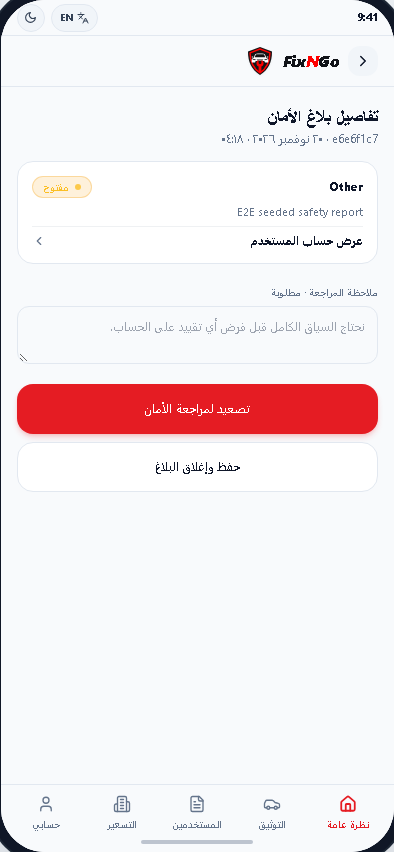 9:41
EN
FixNGo
تفاصيل بلاغ الأمان
e6e6f1c7 · ٢٠ نوفمبر ٢٠٢٦ · ٠٤:١٨
Other
مفتوح
E2E seeded safety report
عرض حساب المستخدم
ملاحظة المراجعة · مطلوبة
نحتاج السياق الكامل قبل فرض أي تقييد على الحساب.
تصعيد لمراجعة الأمان
حفظ وإغلاق البلاغ
نظرة عامة
التوثيق
المستخدمين
التسعير
حسابي